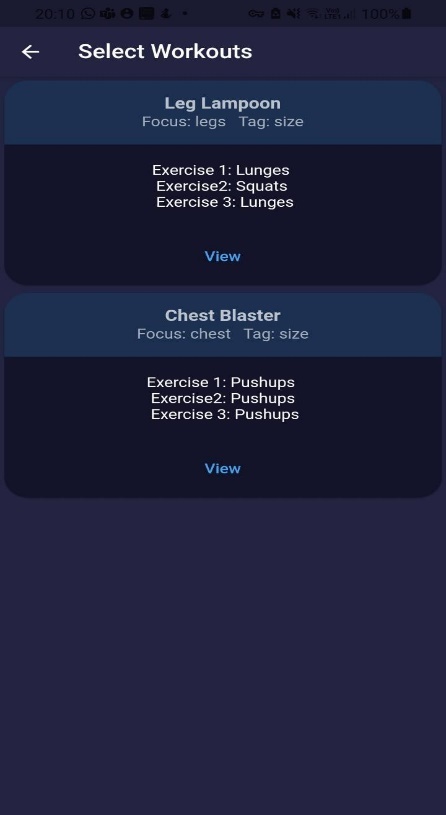 20:10
100%
Select Workouts
Leg Lampoon
Focus: legs Tag: size
Exercise 1: Lunges
Exercise2: Squats
Exercise 3: Lunges
View
Chest Blaster
Focus: chest Tag: size
Exercise 1: Pushups
Exercise2: Pushups
Exercise 3: Pushups
View